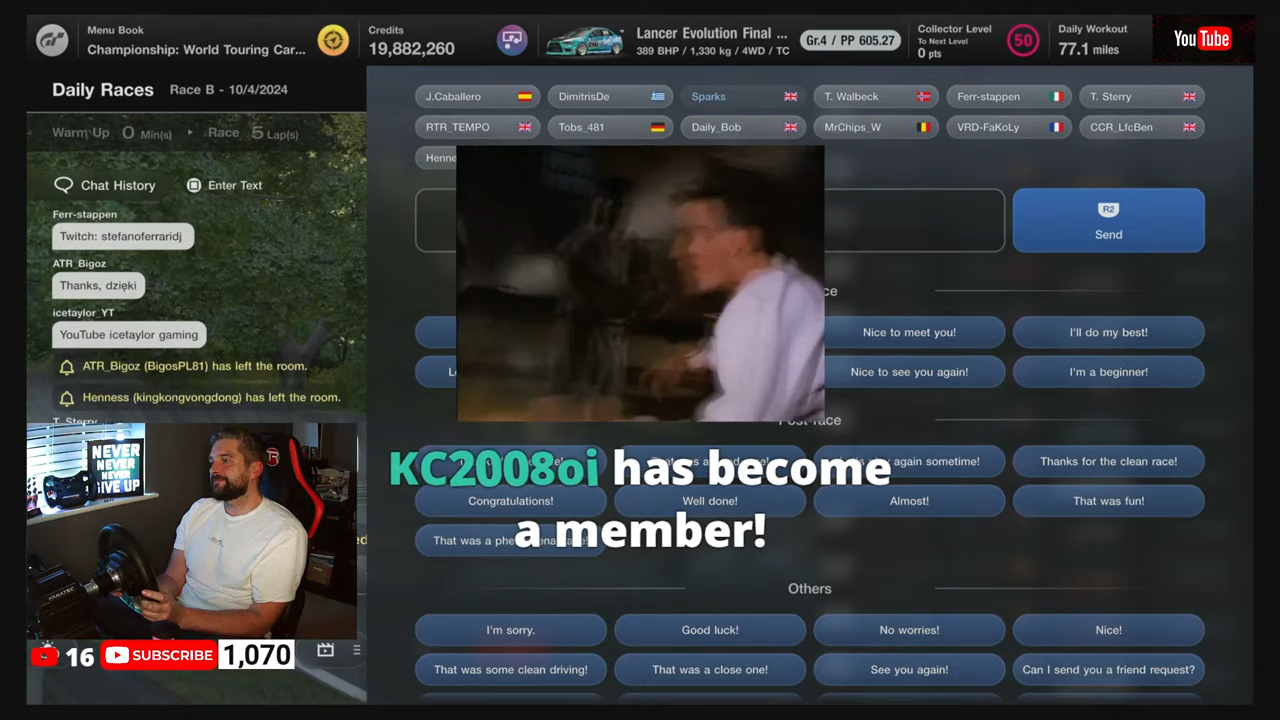 Menu Book
Championship: World Touring Car...
Credits
19,882,260
Lancer Evolution Final ...
389 BHP / 1,330 kg / 4WD / TC
Gr.4 / PP 605.27
Collector Level
To Next Level
0 pts
50
Daily Workout
77.1 miles
YouTube
Daily Races Race B - 10/4/2024
Warm Up 0 Min(s) Race 5 Lap(s)
Chat History Enter Text
Ferr-stappen
Twitch: stefanoferraridj
ATR_Bigoz
Thanks, dzięki
icetaylor_YT
YouTube icetaylor gaming
ATR_Bigoz (BigosPL81) has left the room.
Henness (kingkongvongdong) has left the room.
T. Sterry
J.Caballero DimitrisDe Sparks T. Walbeck Ferr-stappen T. Sterry
RTR_TEMPO Tobs_481 Daily_Bob MrChips_W VRD-FaKoLy CCR_LfcBen
Henne
R2
Send
Nice to meet you! I'll do my best!
Nice to see you again! I'm a beginner!
again sometime! Thanks for the clean race!
KC2008oi has become
a member!
Congratulations! Well done! Almost! That was fun!
That was a
Others
I'm sorry. Good luck! No worries! Nice!
That was some clean driving! That was a close one! See you again! Can I send you a friend request?
NEVER
NEVER
NEVER
GIVE UP
FANATEC
16 SUBSCRIBE 1,070